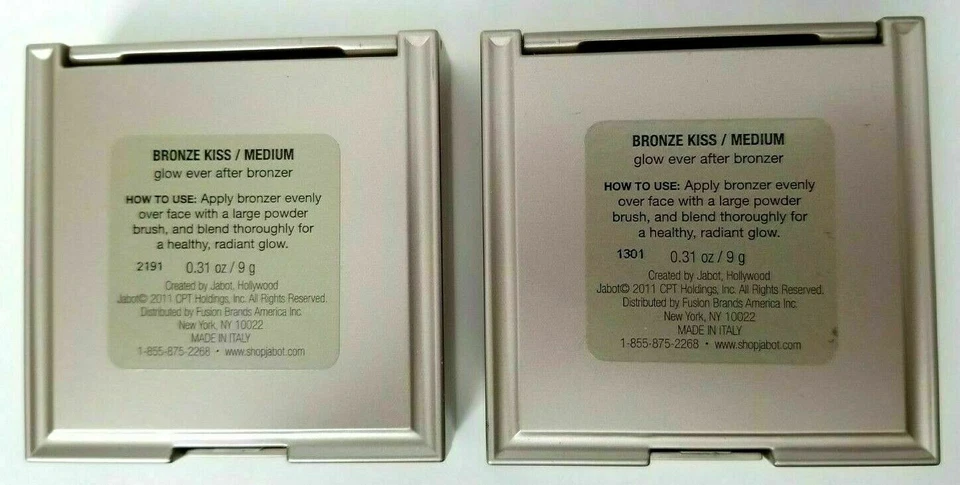 BRONZE KISS / MEDIUM
glow ever after bronzer
HOW TO USE: Apply bronzer evenly
over face with a large powder
brush, and blend thoroughly for
a healthy, radiant glow.
2191 0.31 oz / 9 g
Created by Jabot, Hollywood
Jabot© 2011 CPT Holdings, Inc. All Rights Reserved.
Distributed by Fusion Brands America Inc
New York, NY 10022
MADE IN ITALY
1-855-875-2268 • www.shopjabot.com
BRONZE KISS / MEDIUM
glow ever after bronzer
HOW TO USE: Apply bronzer evenly
over face with a large powder
brush, and blend thoroughly for
a healthy, radiant glow.
1301 0.31 oz / 9 g
Created by Jabot, Hollywood
Jabot© 2011 CPT Holdings, Inc. All Rights Reserved.
Distributed by Fusion Brands America Inc.
New York, NY 10022
MADE IN ITALY
1-855-875-2268 • www.shopjabot.com